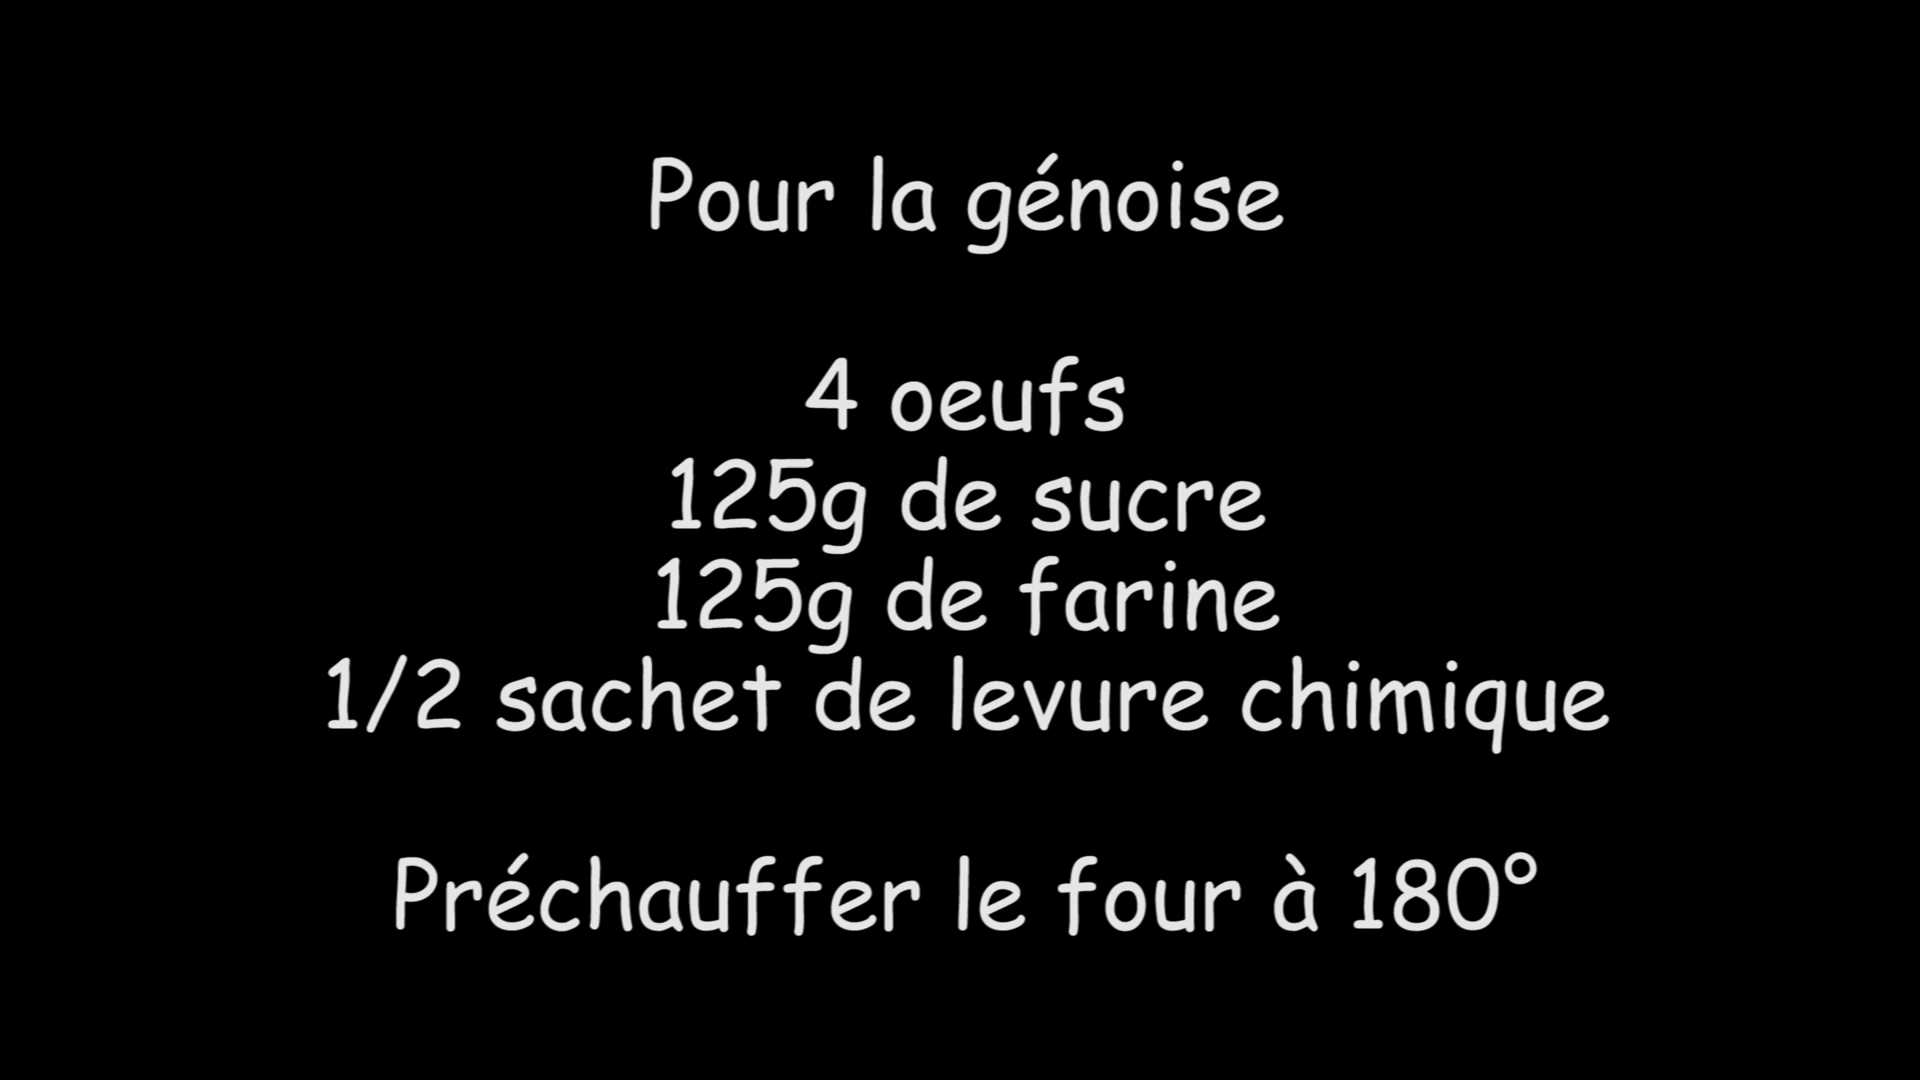 Pour la génoise
4 oeufs
125g de sucre
125g de farine
1/2 sachet de levure chimique
Préchauffer le four à 180°